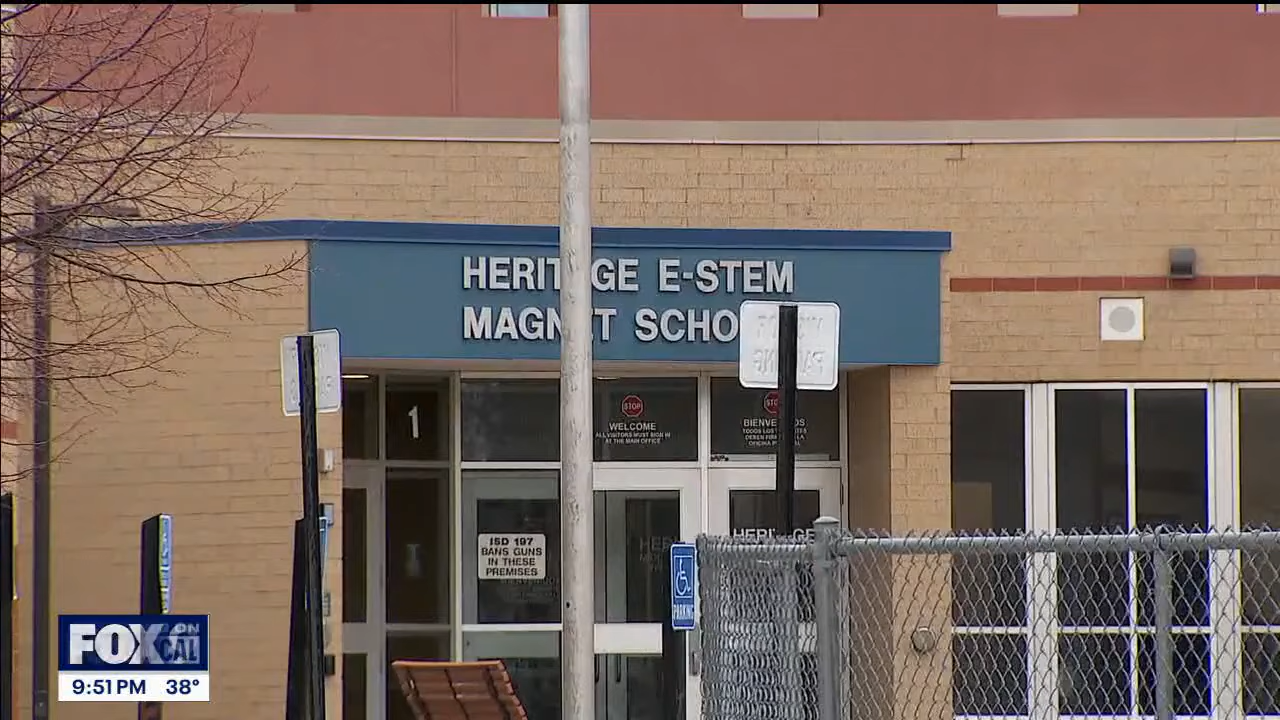 HERITAGE E-STEM
MAGNET SCHOOL
1
STOP
WELCOME
ALL VISITORS MUST SIGN IN
AT THE MAIN OFFICE
STOP
BIENVENIDOS
ISD 197
BANS GUNS
IN THESE
PREMISES
HERITAGE
PARKING
FOX
9:51PM 38°